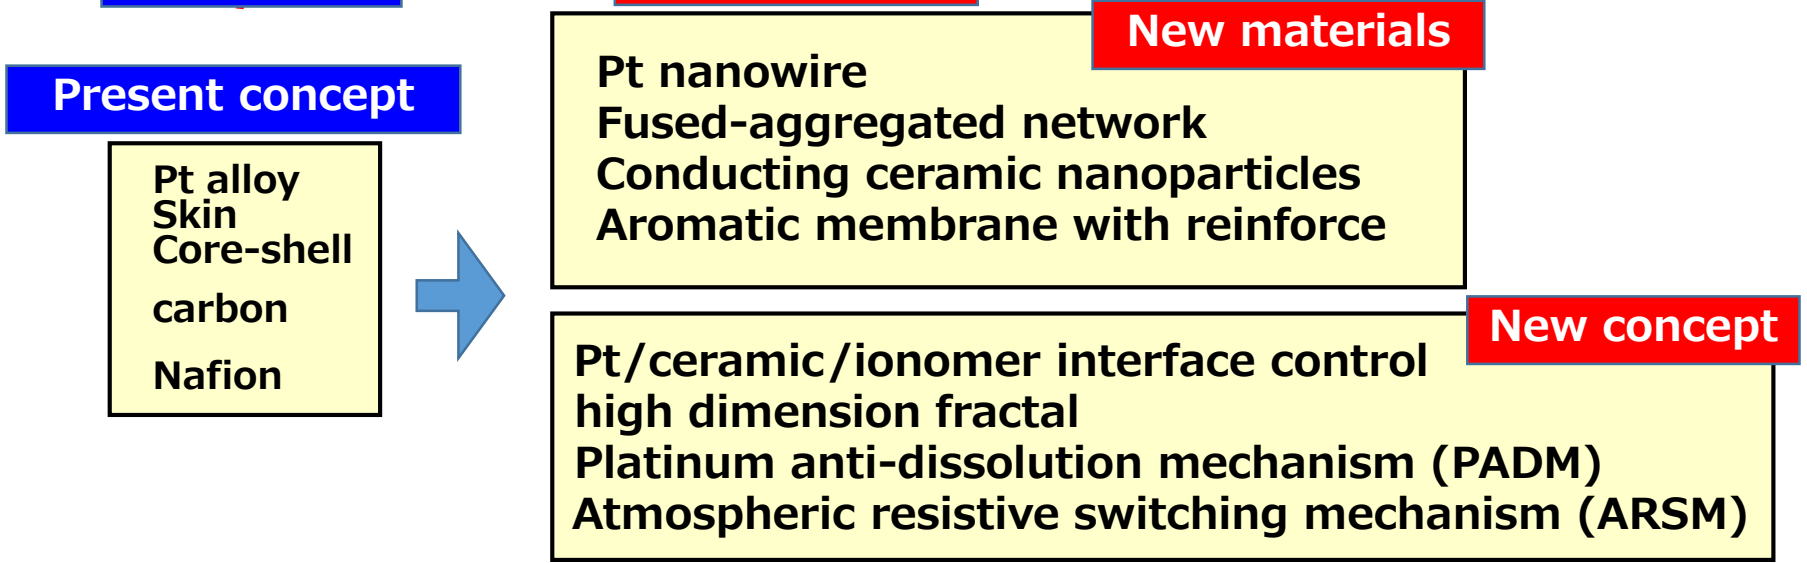 Present concept
Pt alloy
Skin
Core-shell
carbon
Nafion
New materials
Pt nanowire
Fused-aggregated network
Conducting ceramic nanoparticles
Aromatic membrane with reinforce
New concept
Pt/ceramic/ionomer interface control
high dimension fractal
Platinum anti-dissolution mechanism (PADM)
Atmospheric resistive switching mechanism (ARSM)